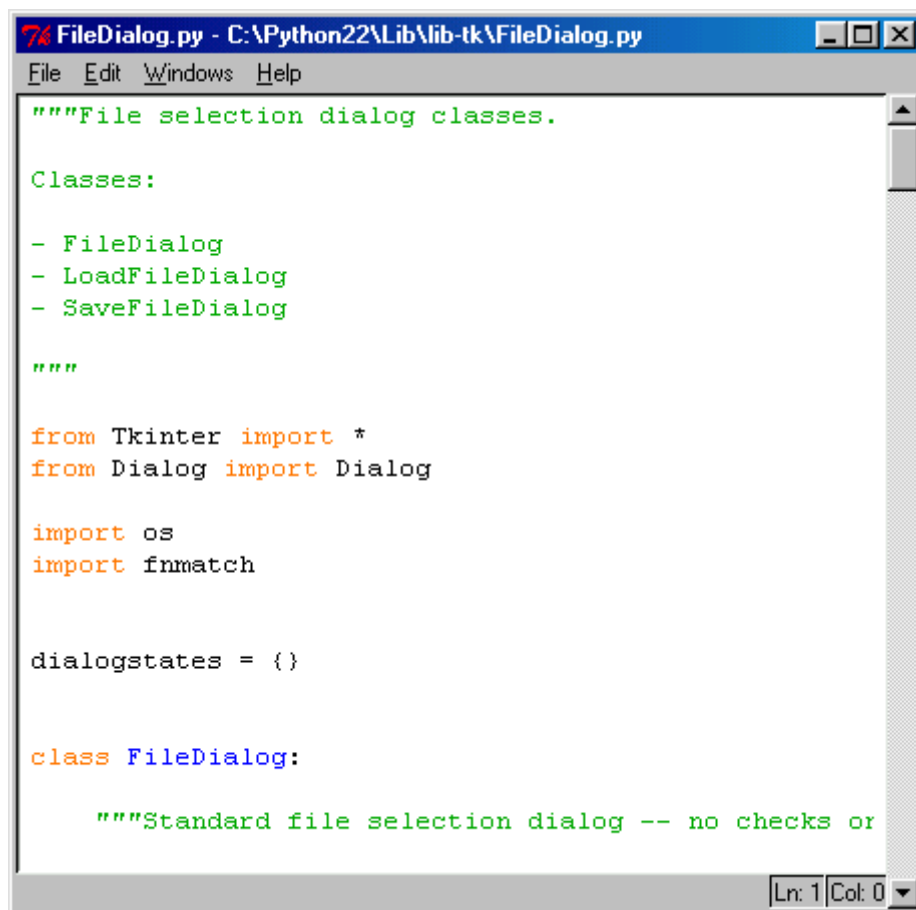 FileDialog.py - C:\Python22\Lib\lib-tk\FileDialog.py
File Edit Windows Help
"""File selection dialog classes.
Classes:
- FileDialog
- LoadFileDialog
- SaveFileDialog
"""
from Tkinter import *
from Dialog import Dialog
import os
import fnmatch
dialogstates = {}
class FileDialog:
    """Standard file selection dialog -- no checks or
Ln: 1 Col: 0